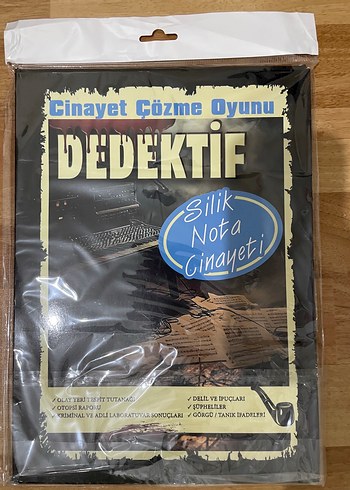 Cinayet Çözme Oyunu
DEDEKTİF
Silik
Nota
Cinayeti
✓ OLAY YERİ TESPİT TUTANAĞI
✓ OTOPSİ RAPORU
✓ KRİMİNAL VE ADLİ LABORATUVAR SONUÇLARI
✓ DELİL VE İPUÇLARI
✓ ŞÜPHELİLER
✓ GÖRGÜ / TANIK İFADELERİ